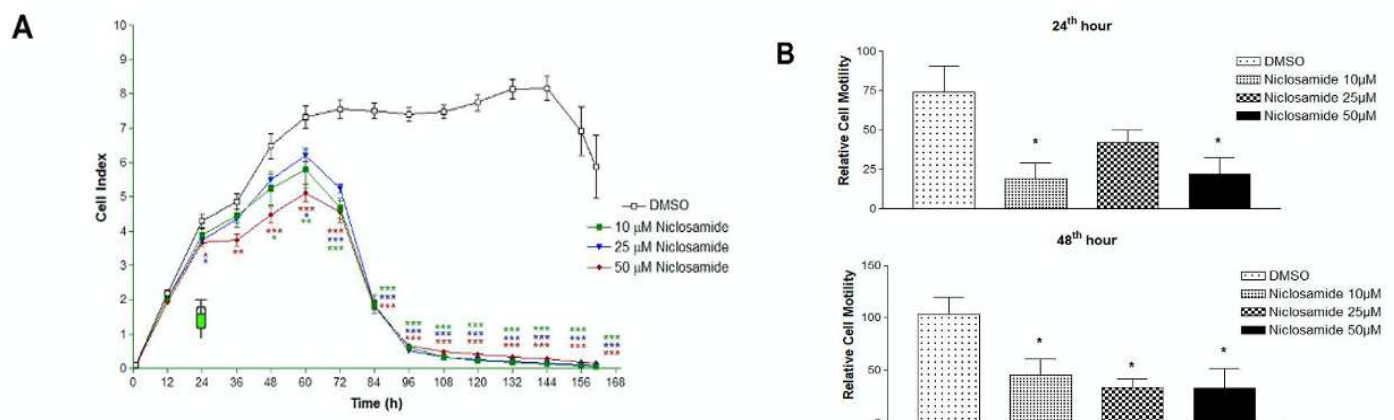 A
10
9
8
7
6
5
4
3
2
1
0
Cell Index
0 12 24 36 48 60 72 84 96 108 120 132 144 156 168
Time (h)
DMSO
10 µM Niclosamide
25 µM Niclosamide
50 µM Niclosamide
B
24th hour
Relative Cell Motility
100
75
50
25
0
DMSO
Niclosamide 10µM
Niclosamide 25µM
Niclosamide 50µM
* *
48th hour
Relative Cell Motility
150
100
50
DMSO
Niclosamide 10µM
Niclosamide 25µM
Niclosamide 50µM
* * *